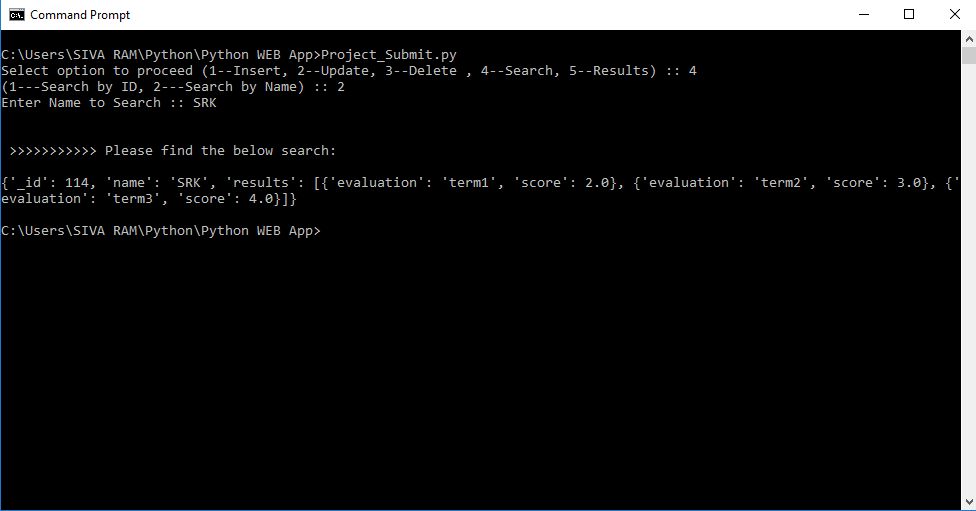 Command Prompt
C:\Users\SIVA RAM\Python\Python WEB App>Project_Submit.py
Select option to proceed (1--Insert, 2--Update, 3--Delete , 4--Search, 5--Results) :: 4
(1---Search by ID, 2---Search by Name) :: 2
Enter Name to Search :: SRK
>>>>>>>>>>> Please find the below search:
{'_id': 114, 'name': 'SRK', 'results': [{'evaluation': 'term1', 'score': 2.0}, {'evaluation': 'term2', 'score': 3.0}, {'
evaluation': 'term3', 'score': 4.0}]}
C:\Users\SIVA RAM\Python\Python WEB App>